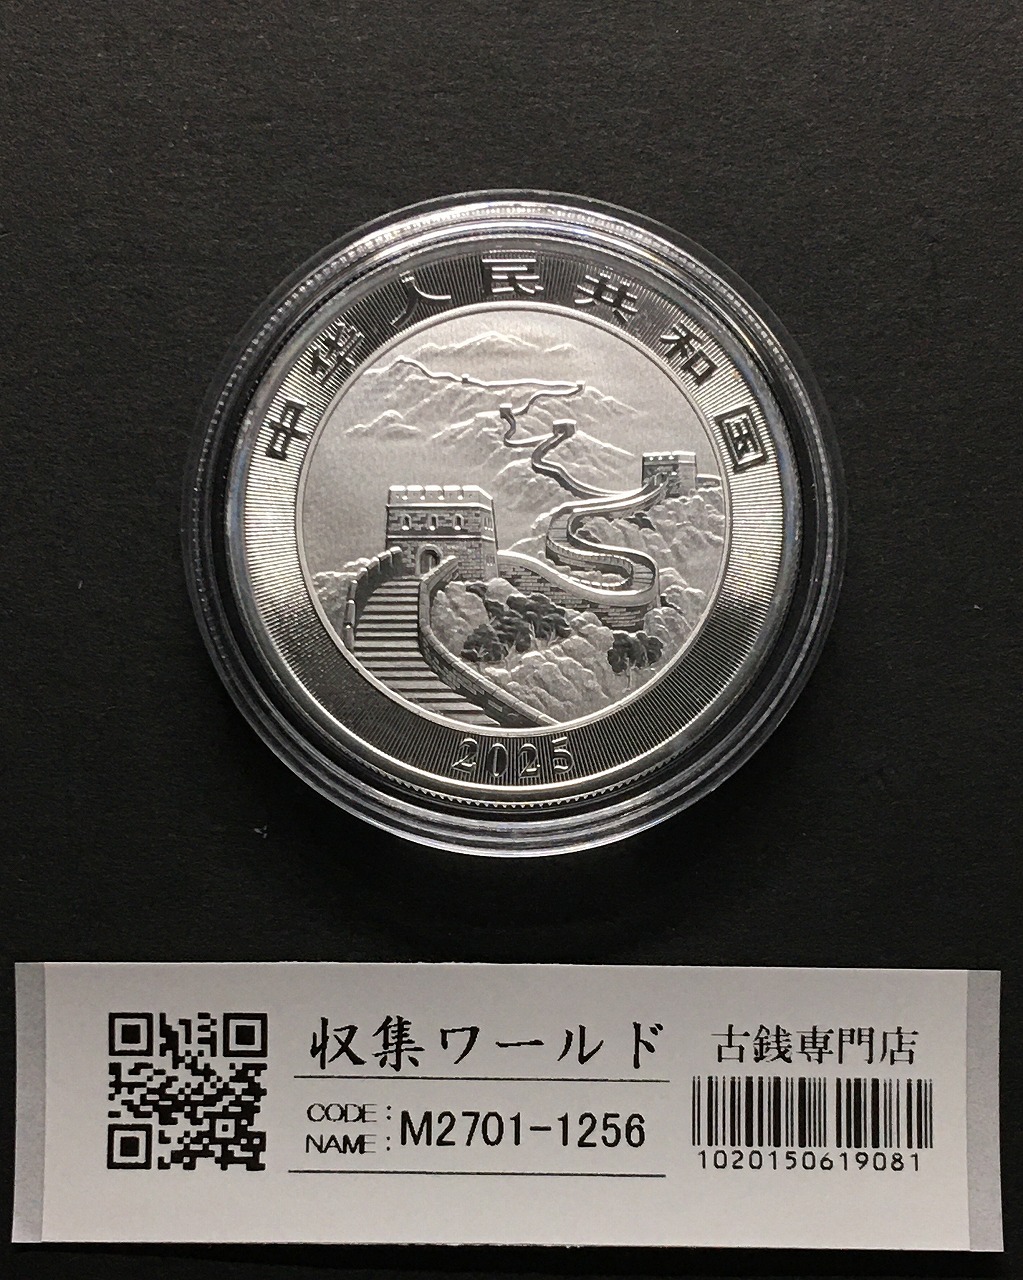 中华人民共和国
2025
収集ワールド
古銭専門店
CODE:
NAME:
M2701-1256
1020150619081